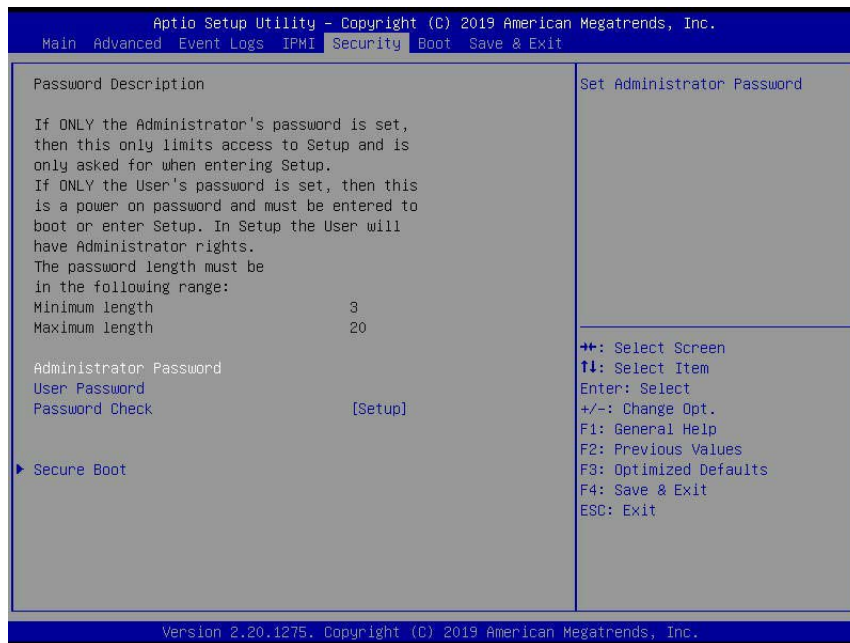 Aptio Setup Utility – Copyright (C) 2019 American Megatrends, Inc.
Main Advanced Event Logs IPMI Security Boot Save & Exit
Password Description
If ONLY the Administrator's password is set,
then this only limits access to Setup and is
only asked for when entering Setup.
If ONLY the User's password is set, then this
is a power on password and must be entered to
boot or enter Setup. In Setup the User will
have Administrator rights.
The password length must be
in the following range:
Minimum length 3
Maximum length 20
Administrator Password
User Password
Password Check [Setup]
Secure Boot
Set Administrator Password
→←: Select Screen
↑↓: Select Item
Enter: Select
+/-: Change Opt.
F1: General Help
F2: Previous Values
F3: Optimized Defaults
F4: Save & Exit
ESC: Exit
Version 2.20.1275. Copyright (C) 2019 American Megatrends, Inc.